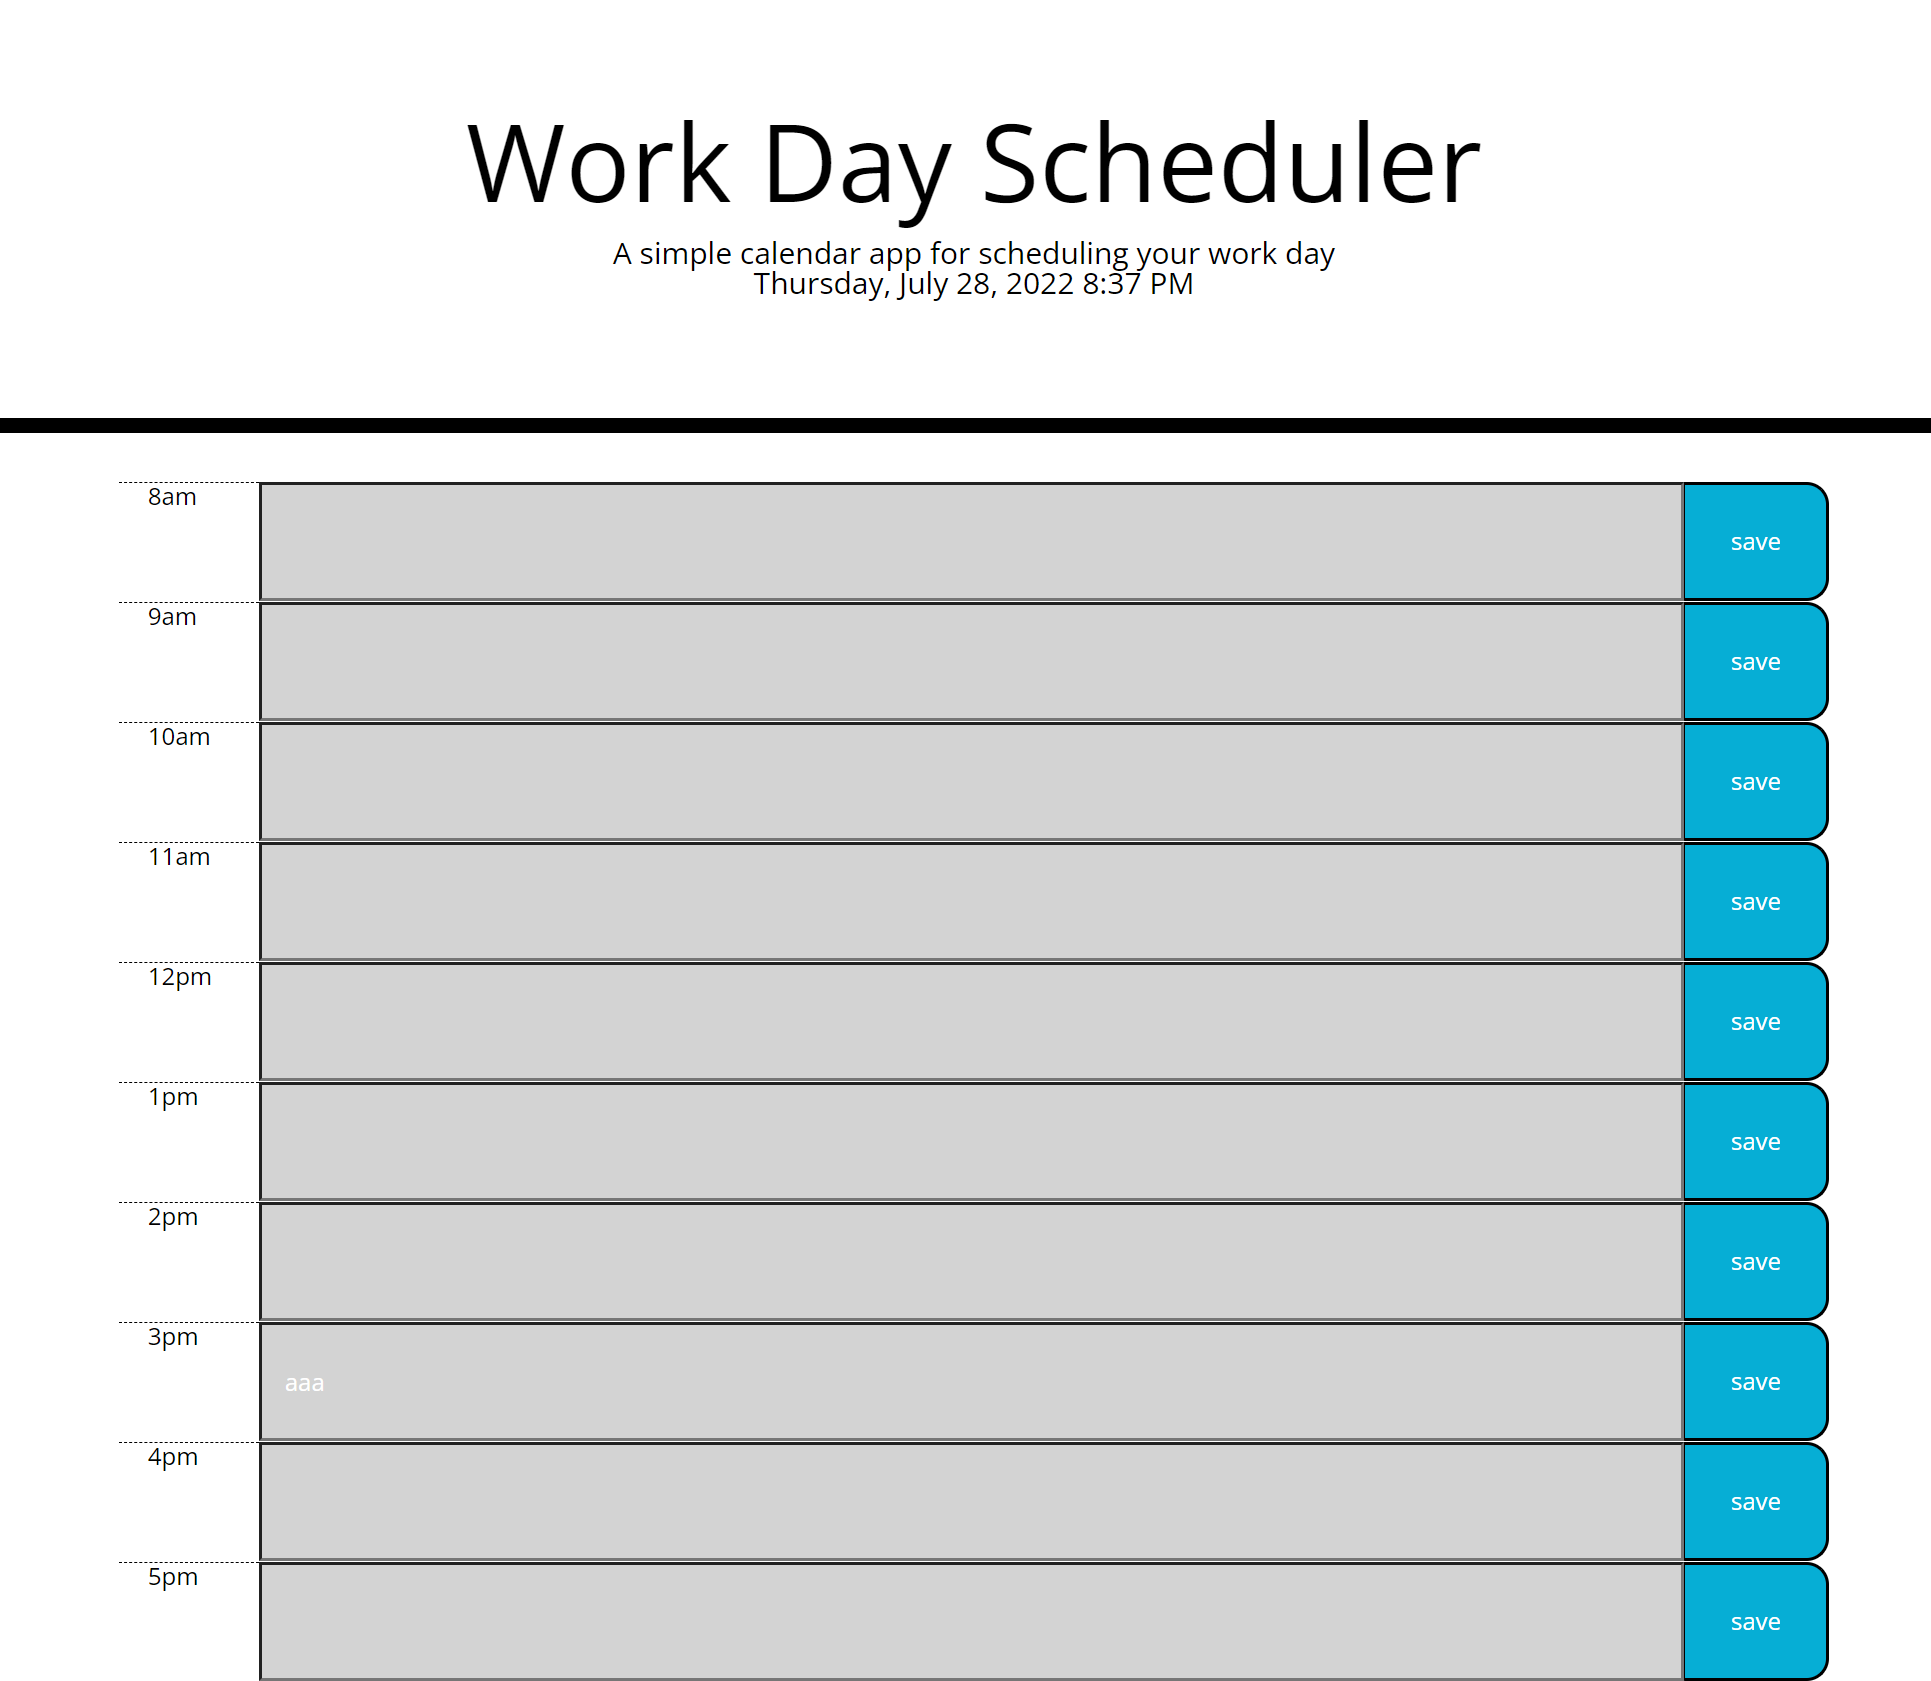 Work Day Scheduler
A simple calendar app for scheduling your work day
Thursday, July 28, 2022 8:37 PM
8am
save
9am
save
10am
save
11am
save
12pm
save
1pm
save
2pm
save
3pm
aaa
save
4pm
save
5pm
save